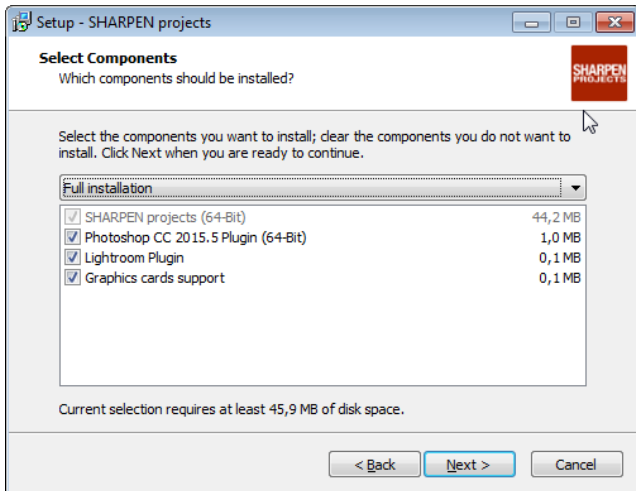 Setup - SHARPEN projects
Select Components
Which components should be installed?
SHARPEN
PROJECTS
Select the components you want to install; clear the components you do not want to
install. Click Next when you are ready to continue.
Full installation
SHARPEN projects (64-Bit) 44,2 MB
Photoshop CC 2015.5 Plugin (64-Bit) 1,0 MB
Lightroom Plugin 0,1 MB
Graphics cards support 0,1 MB
Current selection requires at least 45,9 MB of disk space.
< Back Next > Cancel